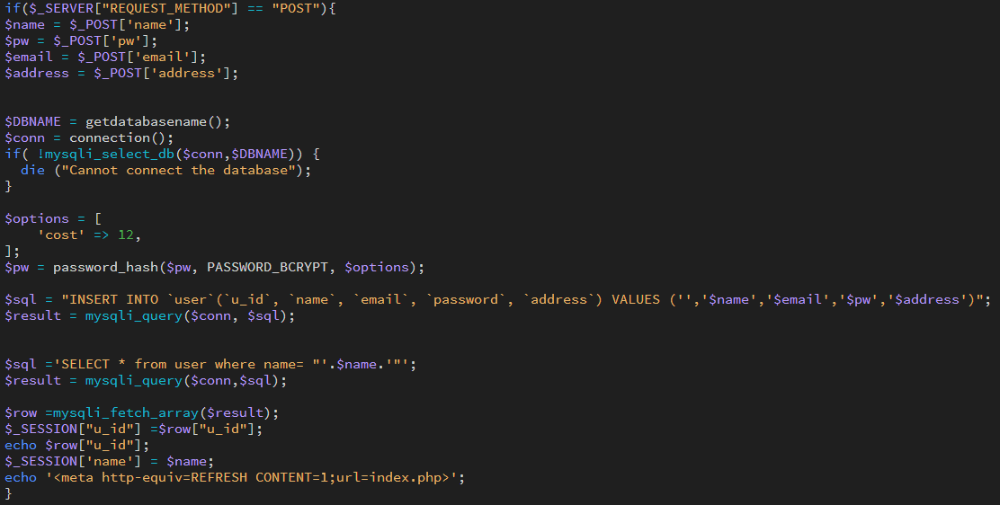 if($_SERVER["REQUEST_METHOD"] == "POST"){
$name = $_POST['name'];
$pw = $_POST['pw'];
$email = $_POST['email'];
$address = $_POST['address'];
$DBNAME = getdatabasename();
$conn = connection();
if( !mysqli_select_db($conn,$DBNAME)) {
  die ("Cannot connect the database");
}
$options = [
    'cost' => 12,
];
$pw = password_hash($pw, PASSWORD_BCRYPT, $options);
$sql = "INSERT INTO `user`(`u_id`, `name`, `email`, `password`, `address`) VALUES ('','$name','$email','$pw','$address')";
$result = mysqli_query($conn, $sql);
$sql ='SELECT * from user where name= "'.$name.'"';
$result = mysqli_query($conn,$sql);
$row =mysqli_fetch_array($result);
$_SESSION["u_id"] =$row["u_id"];
echo $row["u_id"];
$_SESSION['name'] = $name;
echo '<meta http-equiv=REFRESH CONTENT=1;url=index.php>';
}